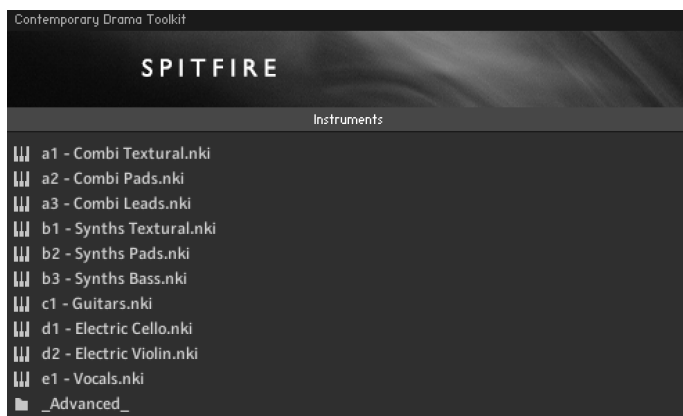 Contemporary Drama Toolkit
SPITFIRE
Instruments
a1 - Combi Textural.nki
a2 - Combi Pads.nki
a3 - Combi Leads.nki
b1 - Synths Textural.nki
b2 - Synths Pads.nki
b3 - Synths Bass.nki
c1 - Guitars.nki
d1 - Electric Cello.nki
d2 - Electric Violin.nki
e1 - Vocals.nki
_Advanced_